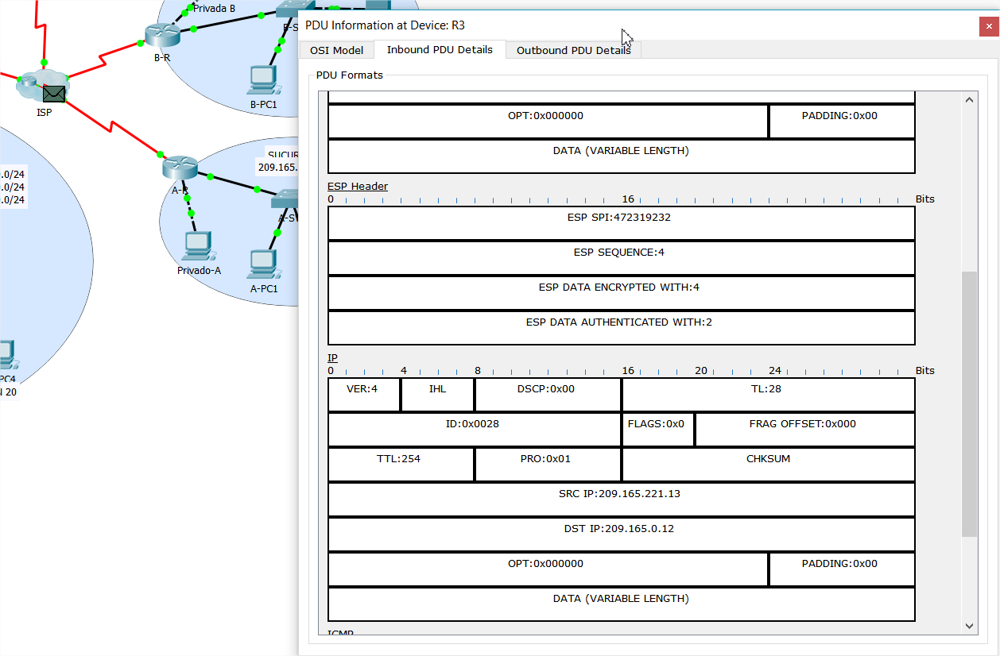 Privada B
B-S
B-R
B-PC1
ISP
.0/24
.0/24
.0/24
SUCUR
209.165.
A-R
A-S
Privado-A
A-PC1
PC4
N 20
PDU Information at Device: R3
OSI Model Inbound PDU Details Outbound PDU Details
PDU Formats
OPT:0x000000 PADDING:0x00
DATA (VARIABLE LENGTH)
ESP Header
0 16 Bits
ESP SPI:472319232
ESP SEQUENCE:4
ESP DATA ENCRYPTED WITH:4
ESP DATA AUTHENTICATED WITH:2
IP
0 4 8 16 20 24 Bits
VER:4 IHL DSCP:0x00 TL:28
ID:0x0028 FLAGS:0x0 FRAG OFFSET:0x000
TTL:254 PRO:0x01 CHKSUM
SRC IP:209.165.221.13
DST IP:209.165.0.12
OPT:0x000000 PADDING:0x00
DATA (VARIABLE LENGTH)
ICMP